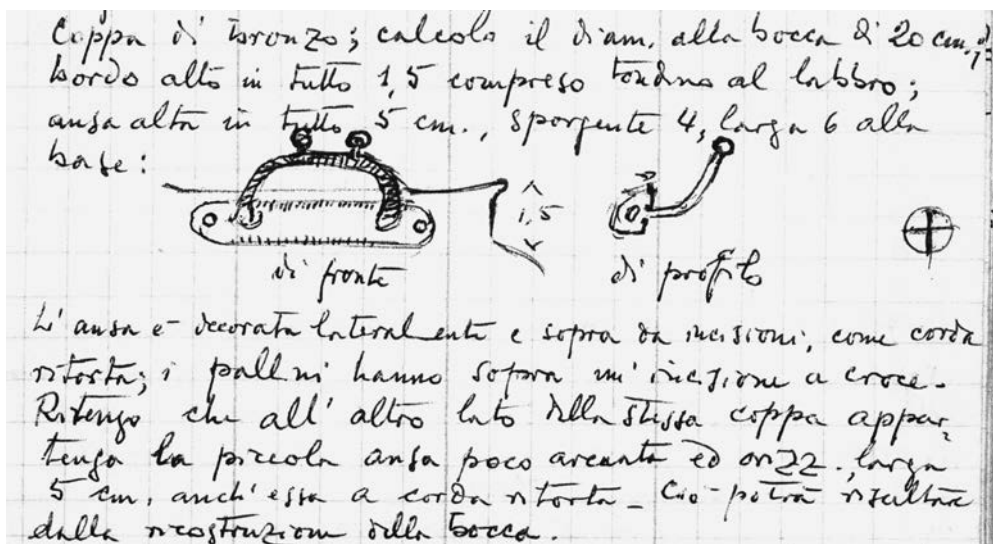 Coppa di bronzo; calcolo il diam. alla bocca di 20 cm.,
bordo alto in tutto 1,5 compreso tondino al labbro;
ansa alta in tutto 5 cm., sporgente 4, larga 6 alla
base:
1,5
di fronte
di profilo
L'ansa è decorata lateralmente e sopra da incisioni, come corda
ritorta; i pallini hanno sopra un'incisione a croce.
Ritengo che all'altro lato della stessa coppa appar-
tenga la piccola ansa poco arcuata ed orizz. larga
5 cm. anch'essa a corda ritorta - Ciò potrà risultare
dalla ricostruzione della bocca.